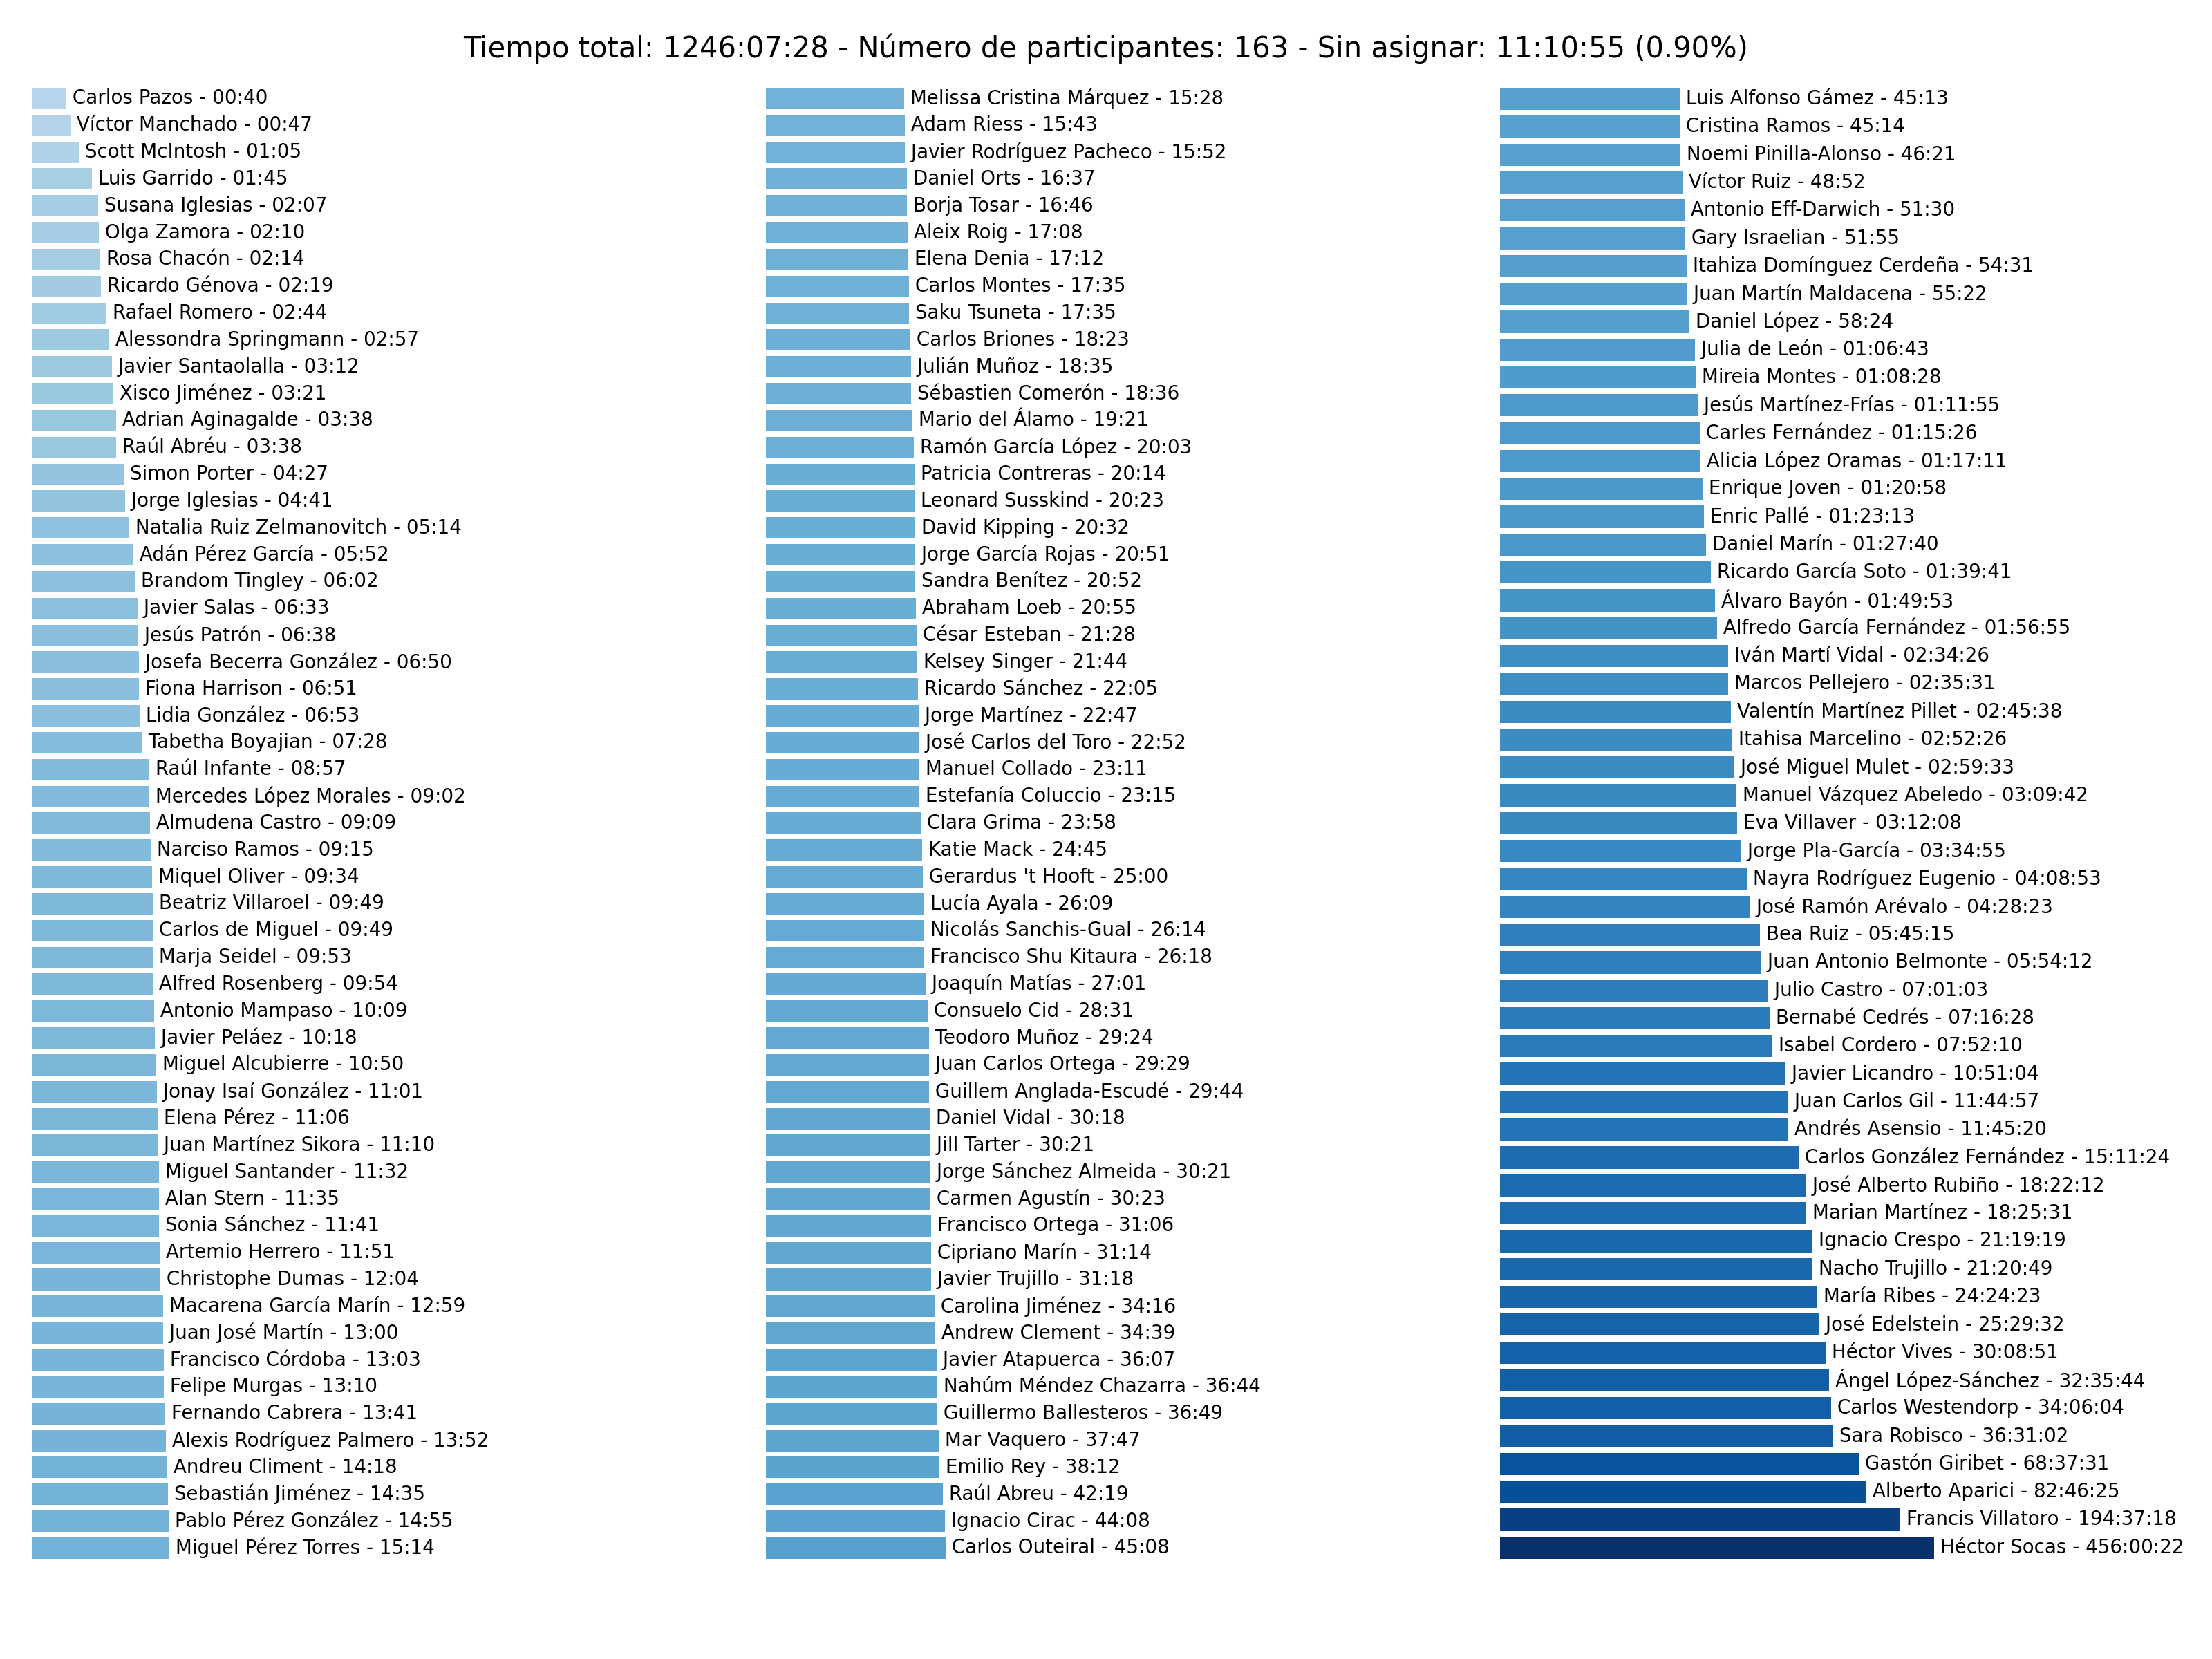 Tiempo total: 1246:07:28 - Número de participantes: 163 - Sin asignar: 11:10:55 (0.90%)
Carlos Pazos - 00:40
Víctor Manchado - 00:47
Scott McIntosh - 01:05
Luis Garrido - 01:45
Susana Iglesias - 02:07
Olga Zamora - 02:10
Rosa Chacón - 02:14
Ricardo Génova - 02:19
Rafael Romero - 02:44
Alessondra Springmann - 02:57
Javier Santaolalla - 03:12
Xisco Jiménez - 03:21
Adrian Aginagalde - 03:38
Raúl Abréu - 03:38
Simon Porter - 04:27
Jorge Iglesias - 04:41
Natalia Ruiz Zelmanovitch - 05:14
Adán Pérez García - 05:52
Brandom Tingley - 06:02
Javier Salas - 06:33
Jesús Patrón - 06:38
Josefa Becerra González - 06:50
Fiona Harrison - 06:51
Lidia González - 06:53
Tabetha Boyajian - 07:28
Raúl Infante - 08:57
Mercedes López Morales - 09:02
Almudena Castro - 09:09
Narciso Ramos - 09:15
Miquel Oliver - 09:34
Beatriz Villaroel - 09:49
Carlos de Miguel - 09:49
Marja Seidel - 09:53
Alfred Rosenberg - 09:54
Antonio Mampaso - 10:09
Javier Peláez - 10:18
Miguel Alcubierre - 10:50
Jonay Isaí González - 11:01
Elena Pérez - 11:06
Juan Martínez Sikora - 11:10
Miguel Santander - 11:32
Alan Stern - 11:35
Sonia Sánchez - 11:41
Artemio Herrero - 11:51
Christophe Dumas - 12:04
Macarena García Marín - 12:59
Juan José Martín - 13:00
Francisco Córdoba - 13:03
Felipe Murgas - 13:10
Fernando Cabrera - 13:41
Alexis Rodríguez Palmero - 13:52
Andreu Climent - 14:18
Sebastián Jiménez - 14:35
Pablo Pérez González - 14:55
Miguel Pérez Torres - 15:14
Melissa Cristina Márquez - 15:28
Adam Riess - 15:43
Javier Rodríguez Pacheco - 15:52
Daniel Orts - 16:37
Borja Tosar - 16:46
Aleix Roig - 17:08
Elena Denia - 17:12
Carlos Montes - 17:35
Saku Tsuneta - 17:35
Carlos Briones - 18:23
Julián Muñoz - 18:35
Sébastien Comerón - 18:36
Mario del Álamo - 19:21
Ramón García López - 20:03
Patricia Contreras - 20:14
Leonard Susskind - 20:23
David Kipping - 20:32
Jorge García Rojas - 20:51
Sandra Benítez - 20:52
Abraham Loeb - 20:55
César Esteban - 21:28
Kelsey Singer - 21:44
Ricardo Sánchez - 22:05
Jorge Martínez - 22:47
José Carlos del Toro - 22:52
Manuel Collado - 23:11
Estefanía Coluccio - 23:15
Clara Grima - 23:58
Katie Mack - 24:45
Gerardus 't Hooft - 25:00
Lucía Ayala - 26:09
Nicolás Sanchis-Gual - 26:14
Francisco Shu Kitaura - 26:18
Joaquín Matías - 27:01
Consuelo Cid - 28:31
Teodoro Muñoz - 29:24
Juan Carlos Ortega - 29:29
Guillem Anglada-Escudé - 29:44
Daniel Vidal - 30:18
Jill Tarter - 30:21
Jorge Sánchez Almeida - 30:21
Carmen Agustín - 30:23
Francisco Ortega - 31:06
Cipriano Marín - 31:14
Javier Trujillo - 31:18
Carolina Jiménez - 34:16
Andrew Clement - 34:39
Javier Atapuerca - 36:07
Nahúm Méndez Chazarra - 36:44
Guillermo Ballesteros - 36:49
Mar Vaquero - 37:47
Emilio Rey - 38:12
Raúl Abreu - 42:19
Ignacio Cirac - 44:08
Carlos Outeiral - 45:08
Luis Alfonso Gámez - 45:13
Cristina Ramos - 45:14
Noemi Pinilla-Alonso - 46:21
Víctor Ruiz - 48:52
Antonio Eff-Darwich - 51:30
Gary Israelian - 51:55
Itahiza Domínguez Cerdeña - 54:31
Juan Martín Maldacena - 55:22
Daniel López - 58:24
Julia de León - 01:06:43
Mireia Montes - 01:08:28
Jesús Martínez-Frías - 01:11:55
Carles Fernández - 01:15:26
Alicia López Oramas - 01:17:11
Enrique Joven - 01:20:58
Enric Pallé - 01:23:13
Daniel Marín - 01:27:40
Ricardo García Soto - 01:39:41
Álvaro Bayón - 01:49:53
Alfredo García Fernández - 01:56:55
Iván Martí Vidal - 02:34:26
Marcos Pellejero - 02:35:31
Valentín Martínez Pillet - 02:45:38
Itahisa Marcelino - 02:52:26
José Miguel Mulet - 02:59:33
Manuel Vázquez Abeledo - 03:09:42
Eva Villaver - 03:12:08
Jorge Pla-García - 03:34:55
Nayra Rodríguez Eugenio - 04:08:53
José Ramón Arévalo - 04:28:23
Bea Ruiz - 05:45:15
Juan Antonio Belmonte - 05:54:12
Julio Castro - 07:01:03
Bernabé Cedrés - 07:16:28
Isabel Cordero - 07:52:10
Javier Licandro - 10:51:04
Juan Carlos Gil - 11:44:57
Andrés Asensio - 11:45:20
Carlos González Fernández - 15:11:24
José Alberto Rubiño - 18:22:12
Marian Martínez - 18:25:31
Ignacio Crespo - 21:19:19
Nacho Trujillo - 21:20:49
María Ribes - 24:24:23
José Edelstein - 25:29:32
Héctor Vives - 30:08:51
Ángel López-Sánchez - 32:35:44
Carlos Westendorp - 34:06:04
Sara Robisco - 36:31:02
Gastón Giribet - 68:37:31
Alberto Aparici - 82:46:25
Francis Villatoro - 194:37:18
Héctor Socas - 456:00:22